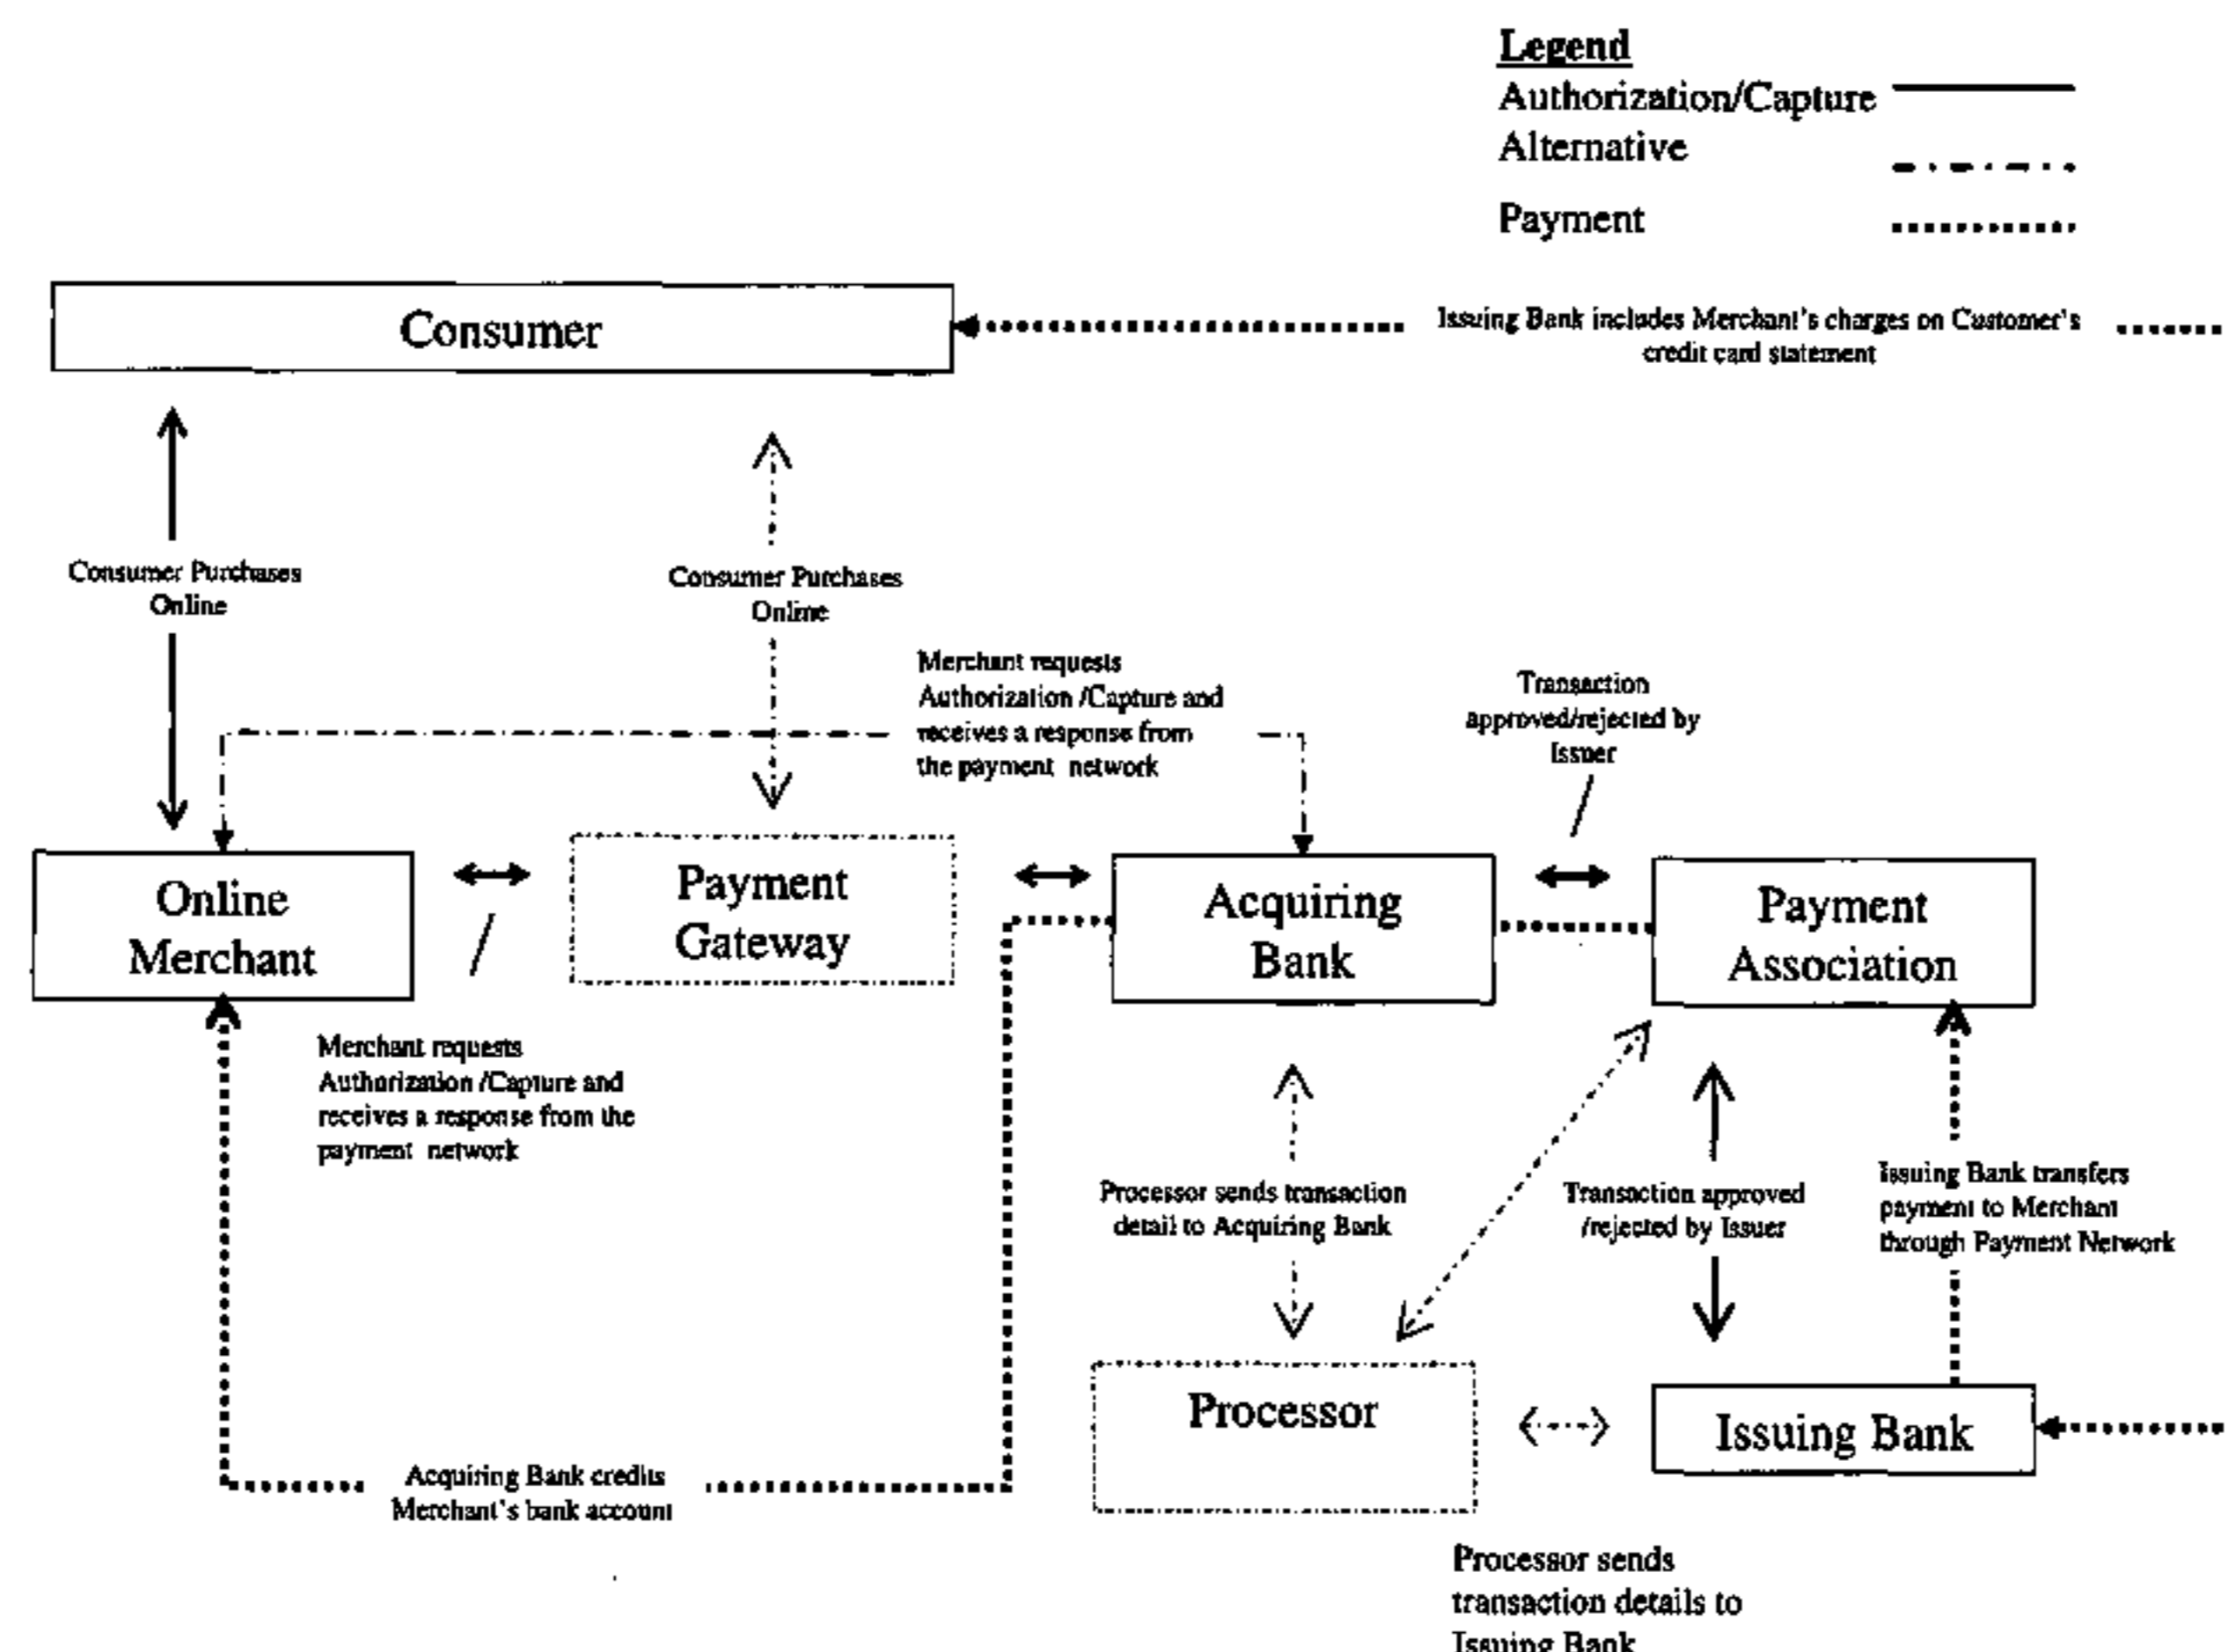 Legend
Authorization/Capture
Alternative
Payment
Consumer
Issuing Bank includes Merchant's charges on Customer's
credit card statement
Consumer Purchases
Online
Consumer Purchases
Online
Merchant requests
Authorization /Capture and
receives a response from
the payment network
Transaction
approved/rejected by
Issuer
Online
Merchant
Payment
Gateway
Acquiring
Bank
Payment
Association
Merchant requests
Authorization /Capture and
receives a response from the
payment network
Processor sends transaction
detail to Acquiring Bank
Transaction approved
/rejected by Issuer
Issuing Bank transfers
payment to Merchant
through Payment Network
Processor
Issuing Bank
Acquiring Bank credits
Merchant's bank account
Processor sends
transaction details to
Issuing Bank